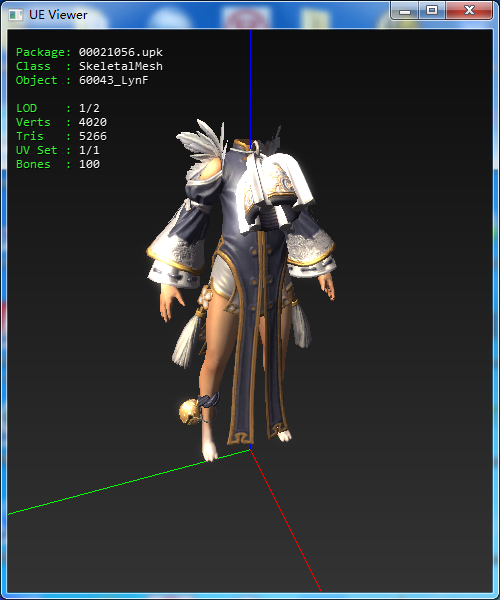 UE Viewer
Package: 00021056.upk
Class : SkeletalMesh
Object : 60043_LynF
LOD : 1/2
Verts : 4020
Tris : 5266
UV Set : 1/1
Bones : 100